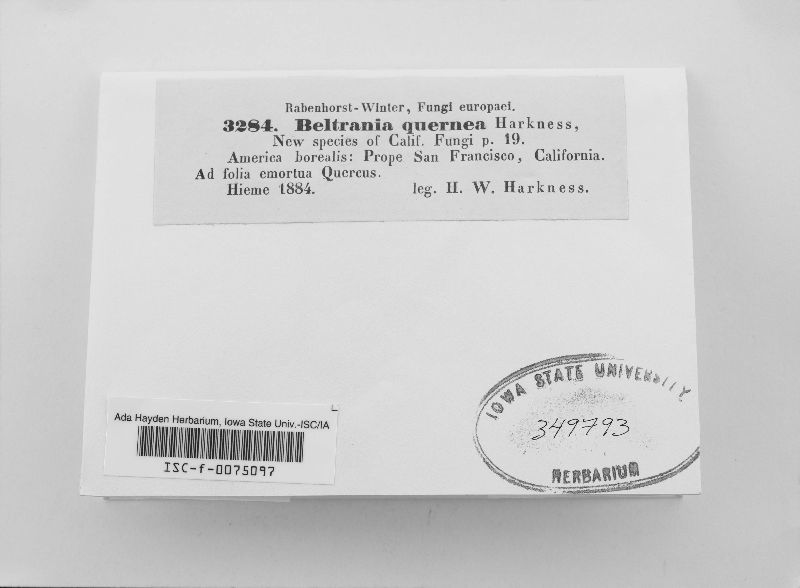 Rabenhorst-Winter, Fungi europaei.
3284. Beltrania quernea Harkness,
New species of Calif. Fungi p. 19.
America borealis: Prope San Francisco, California.
Ad folia emortua Quercus.
Hieme 1884. leg. H. W. Harkness.
IOWA STATE UNIVERSITY
349793
HERBARIUM
Ada Hayden Herbarium, Iowa State Univ.-ISC/IA
ISC-f-0075097